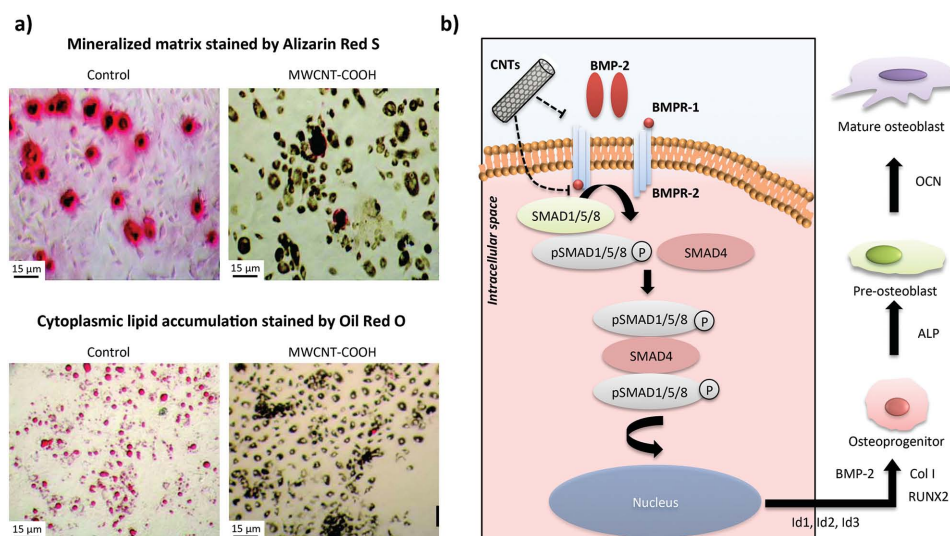 a)
Mineralized matrix stained by Alizarin Red S
Control
MWCNT-COOH
15 µm
15 µm
Cytoplasmic lipid accumulation stained by Oil Red O
Control
MWCNT-COOH
15 µm
15 µm
b)
CNTs
BMP-2
BMPR-1
BMPR-2
SMAD1/5/8
pSMAD1/5/8
P
SMAD4
Intracellular space
pSMAD1/5/8
P
SMAD4
pSMAD1/5/8
P
Nucleus
Id1, Id2, Id3
Mature osteoblast
OCN
Pre-osteoblast
ALP
Osteoprogenitor
BMP-2
Col I
RUNX2